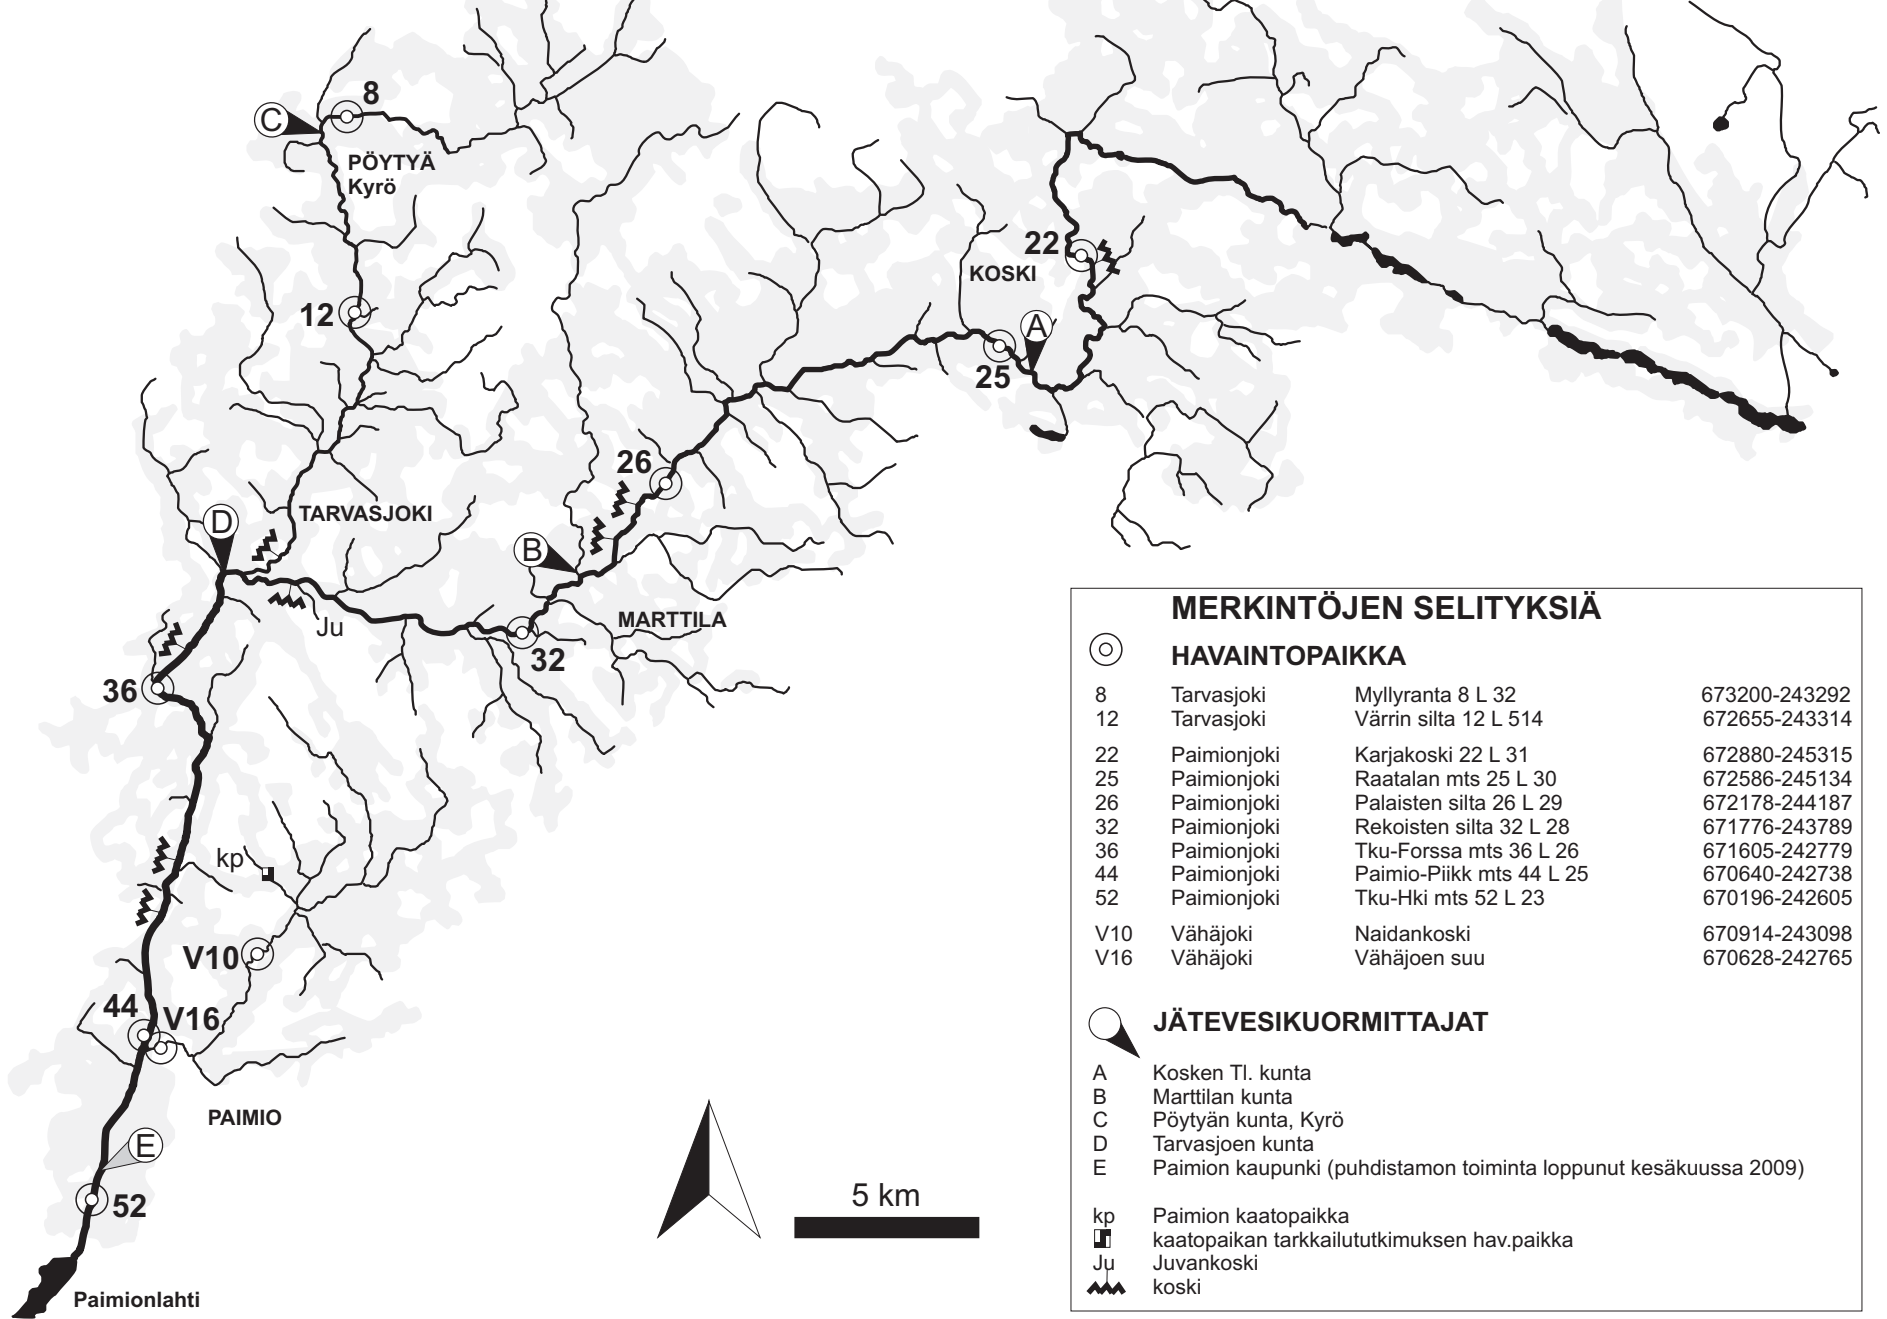 8
C
PÖYTYÄ
Kyrö
22
KOSKI
12
A
25
26
D
TARVASJOKI
B
Ju
MARTTILA
32
36
kp
V10
44
V16
PAIMIO
E
52
5 km
Paimionlahti
MERKINTÖJEN SELITYKSIÄ
HAVAINTOPAIKKA
8 Tarvasjoki Myllyranta 8 L 32 673200-243292
12 Tarvasjoki Värrin silta 12 L 514 672655-243314
22 Paimionjoki Karjakoski 22 L 31 672880-245315
25 Paimionjoki Raatalan mts 25 L 30 672586-245134
26 Paimionjoki Palaisten silta 26 L 29 672178-244187
32 Paimionjoki Rekoisten silta 32 L 28 671776-243789
36 Paimionjoki Tku-Forssa mts 36 L 26 671605-242779
44 Paimionjoki Paimio-Piikk mts 44 L 25 670640-242738
52 Paimionjoki Tku-Hki mts 52 L 23 670196-242605
V10 Vähäjoki Naidankoski 670914-243098
V16 Vähäjoki Vähäjoen suu 670628-242765
JÄTEVESIKUORMITTAJAT
A Kosken Tl. kunta
B Marttilan kunta
C Pöytyän kunta, Kyrö
D Tarvasjoen kunta
E Paimion kaupunki (puhdistamon toiminta loppunut kesäkuussa 2009)
kp Paimion kaatopaikka
kaatopaikan tarkkailututkimuksen hav.paikka
Ju Juvankoski
koski